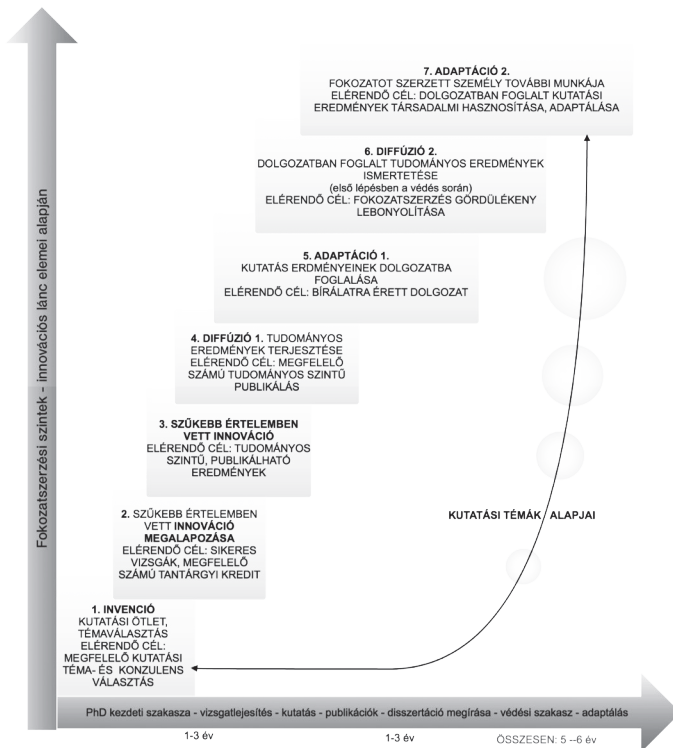 7. ADAPTÁCIÓ 2.
FOKOZATOT SZERZETT SZEMÉLY TOVÁBBI MUNKÁJA
ELÉRENDŐ CÉL: DOLGOZATBAN FOGLALT KUTATÁSI
EREDMÉNYEK TÁRSADALMI HASZNOSÍTÁSA, ADAPTÁLÁSA
6. DIFFÚZIÓ 2.
DOLGOZATBAN FOGLALT TUDOMÁNYOS EREDMÉNYEK
ISMERTETÉSE
(első lépésben a védés során)
ELÉRENDŐ CÉL: FOKOZATSZERZÉS GÖRDÜLÉKENY
LEBONYOLÍTÁSA
5. ADAPTÁCIÓ 1.
KUTATÁS ERDMÉNYEINEK DOLGOZATBA
FOGLALÁSA
ELÉRENDŐ CÉL: BÍRÁLATRA ÉRETT DOLGOZAT
4. DIFFÚZIÓ 1. TUDOMÁNYOS
EREDMÉNYEK TERJESZTÉSE
ELÉRENDŐ CÉL: MEGFELELŐ
SZÁMÚ TUDOMÁNYOS SZINTŰ
PUBLIKÁLÁS
3. SZŰKEBB ÉRTELEMBEN
VETT INNOVÁCIÓ
ELÉRENDŐ CÉL: TUDOMÁNYOS
SZINTŰ, PUBLIKÁLHATÓ
EREDMÉNYEK
2. SZŰKEBB ÉRTELEMBEN
VETT INNOVÁCIÓ
MEGALAPOZÁSA
ELÉRENDŐ CÉL: SIKERES
VIZSGÁK, MEGFELELŐ
SZÁMÚ TANTÁRGYI KREDIT
1. INVENCIÓ
KUTATÁSI ÖTLET,
TÉMAVÁLASZTÁS
ELÉRENDŐ CÉL:
MEGFELELŐ KUTATÁSI
TÉMA- ÉS KONZULENS
VÁLASZTÁS
KUTATÁSI TÉMÁK ALAPJAI
Fokozatszerzési szintek - innovációs lánc elemei alapján
PhD kezdeti szakasza - vizsgatlejesítés - kutatás - publikációk - disszertáció megírása - védési szakasz - adaptálás
1-3 év
1-3 év
ÖSSZESEN: 5 --6 év